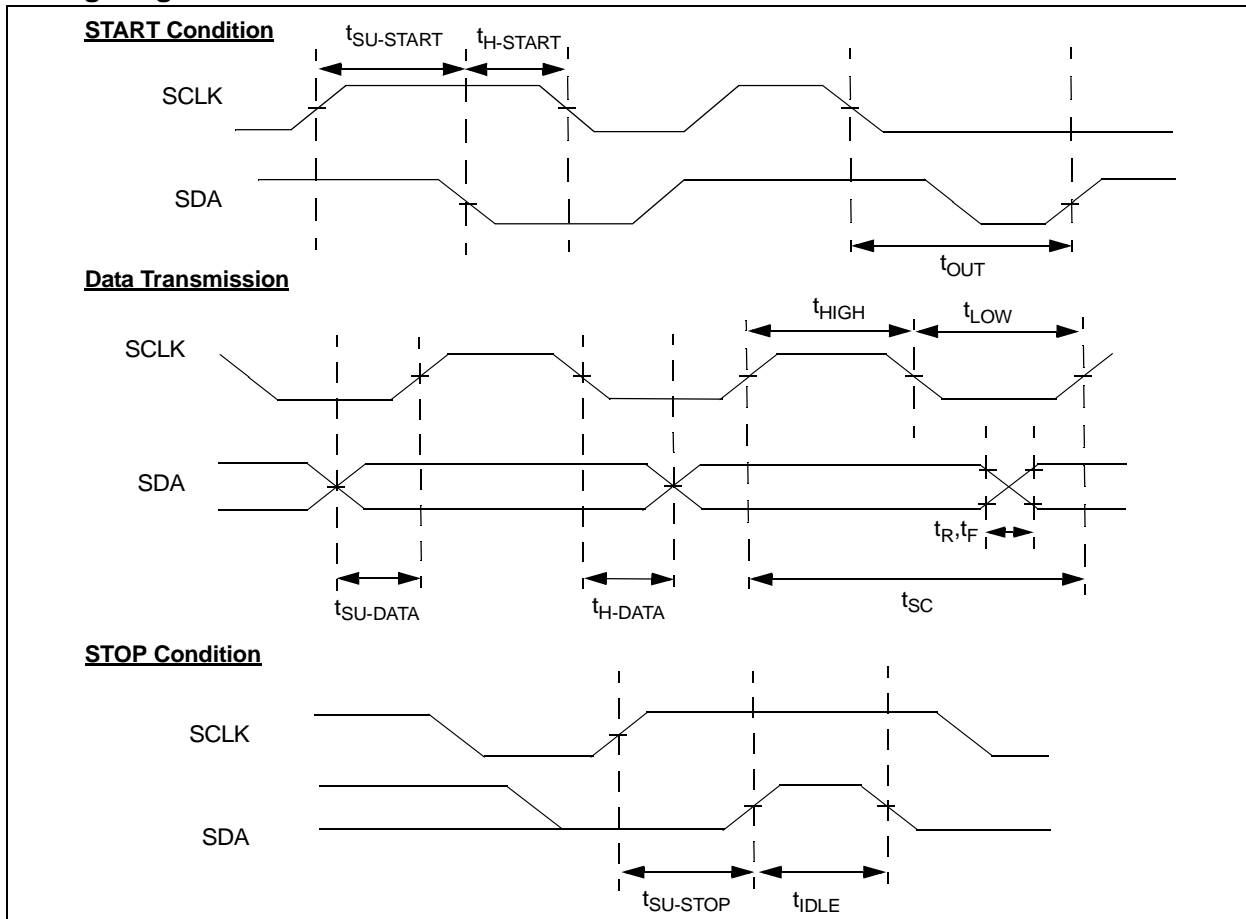 START Condition
tSU-START
tH-START
SCLK
SDA
tOUT
Data Transmission
tHIGH
tLOW
SCLK
SDA
tR,tF
tSU-DATA
tH-DATA
tSC
STOP Condition
SCLK
SDA
tSU-STOP
tIDLE